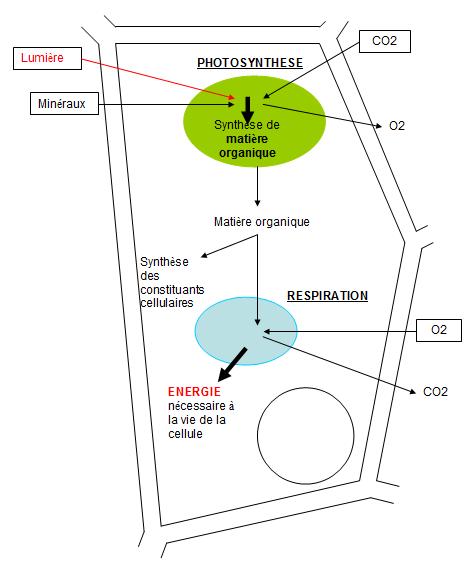 CO2
Lumière
PHOTOSYNTHESE
Minéraux
Synthèse de
matière
organique
O2
Matière organique
Synthèse
des
constituants
cellulaires
RESPIRATION
O2
ENERGIE
nécessaire à
la vie de la
cellule
CO2